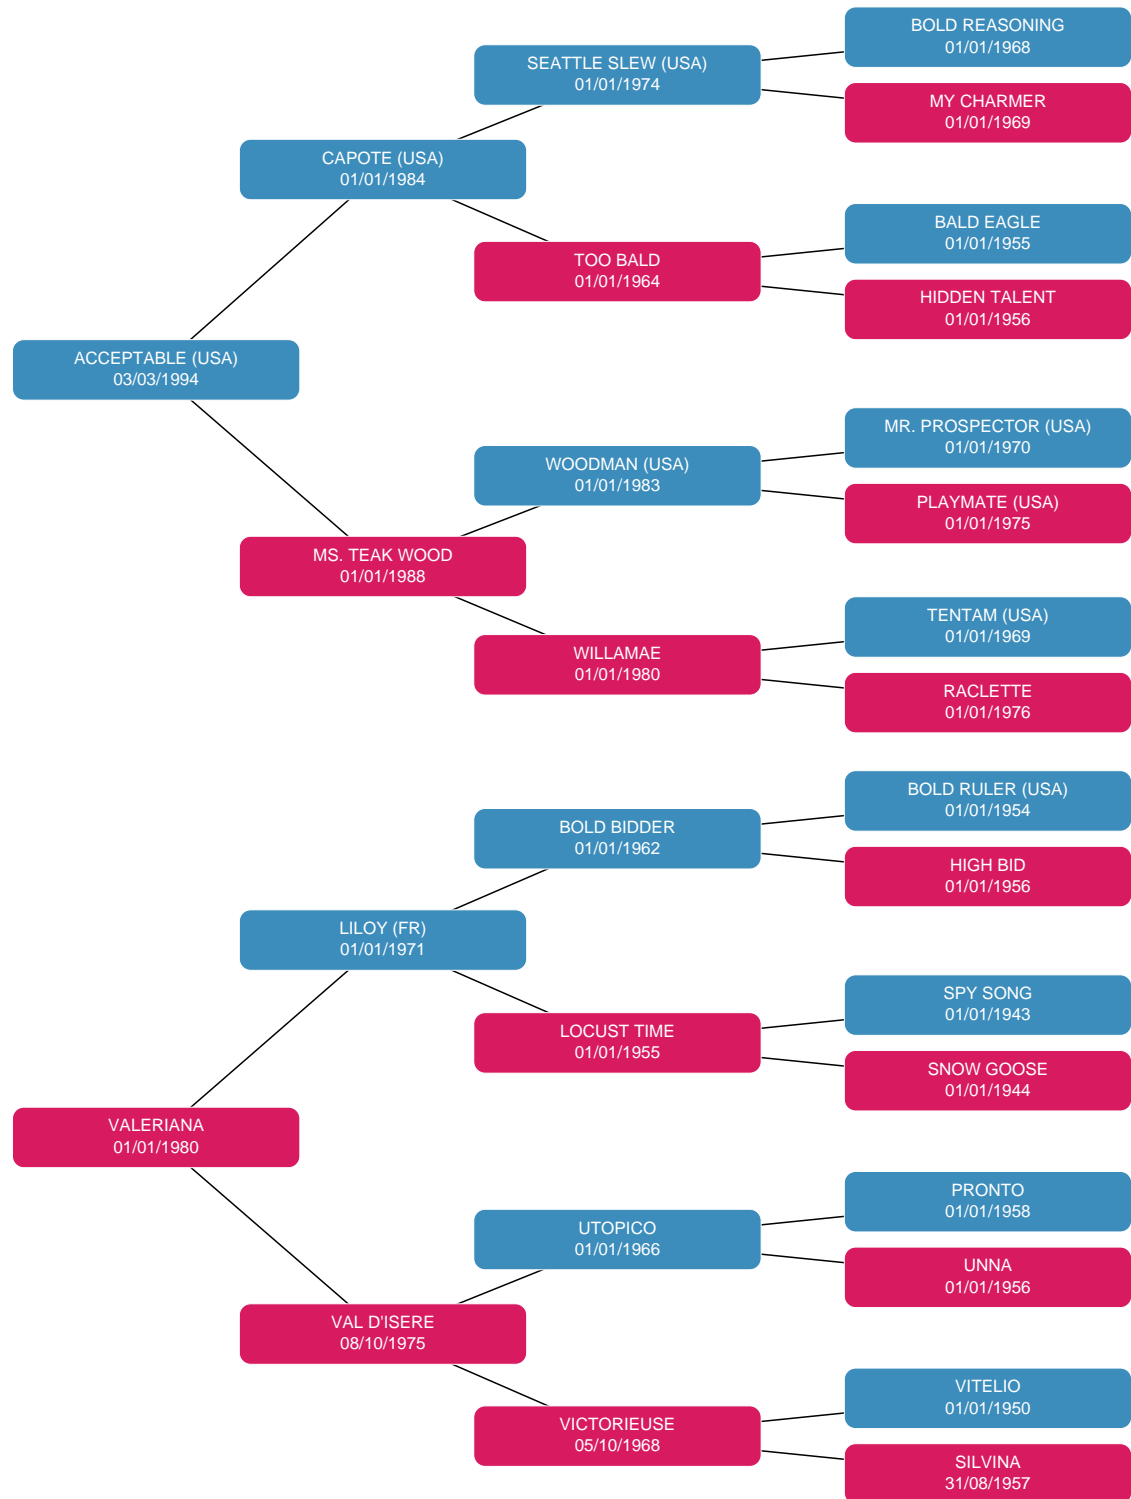 BOLD REASONING
01/01/1968
SEATTLE SLEW (USA)
01/01/1974
MY CHARMER
01/01/1969
CAPOTE (USA)
01/01/1984
BALD EAGLE
01/01/1955
TOO BALD
01/01/1964
HIDDEN TALENT
01/01/1956
ACCEPTABLE (USA)
03/03/1994
MR. PROSPECTOR (USA)
01/01/1970
WOODMAN (USA)
01/01/1983
PLAYMATE (USA)
01/01/1975
MS. TEAK WOOD
01/01/1988
TENTAM (USA)
01/01/1969
WILLAMAE
01/01/1980
RACLETTE
01/01/1976
BOLD RULER (USA)
01/01/1954
BOLD BIDDER
01/01/1962
HIGH BID
01/01/1956
LILOY (FR)
01/01/1971
SPY SONG
01/01/1943
LOCUST TIME
01/01/1955
SNOW GOOSE
01/01/1944
VALERIANA
01/01/1980
PRONTO
01/01/1958
UTOPICO
01/01/1966
UNNA
01/01/1956
VAL D'ISERE
08/10/1975
VITELIO
01/01/1950
VICTORIEUSE
05/10/1968
SILVINA
31/08/1957